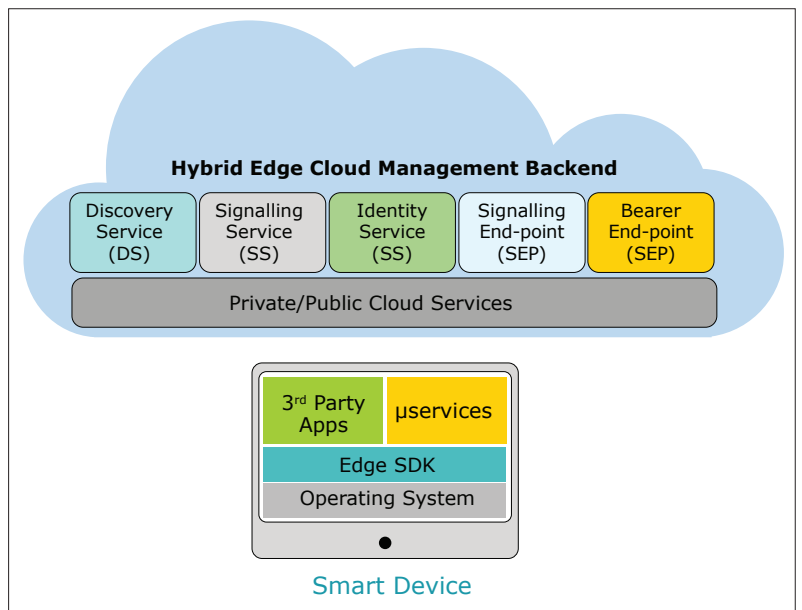 Hybrid Edge Cloud Management Backend
Discovery
Service
(DS)
Signalling
Service
(SS)
Identity
Service
(SS)
Signalling
End-point
(SEP)
Bearer
End-point
(SEP)
Private/Public Cloud Services
3rd Party
Apps
µservices
Edge SDK
Operating System
Smart Device